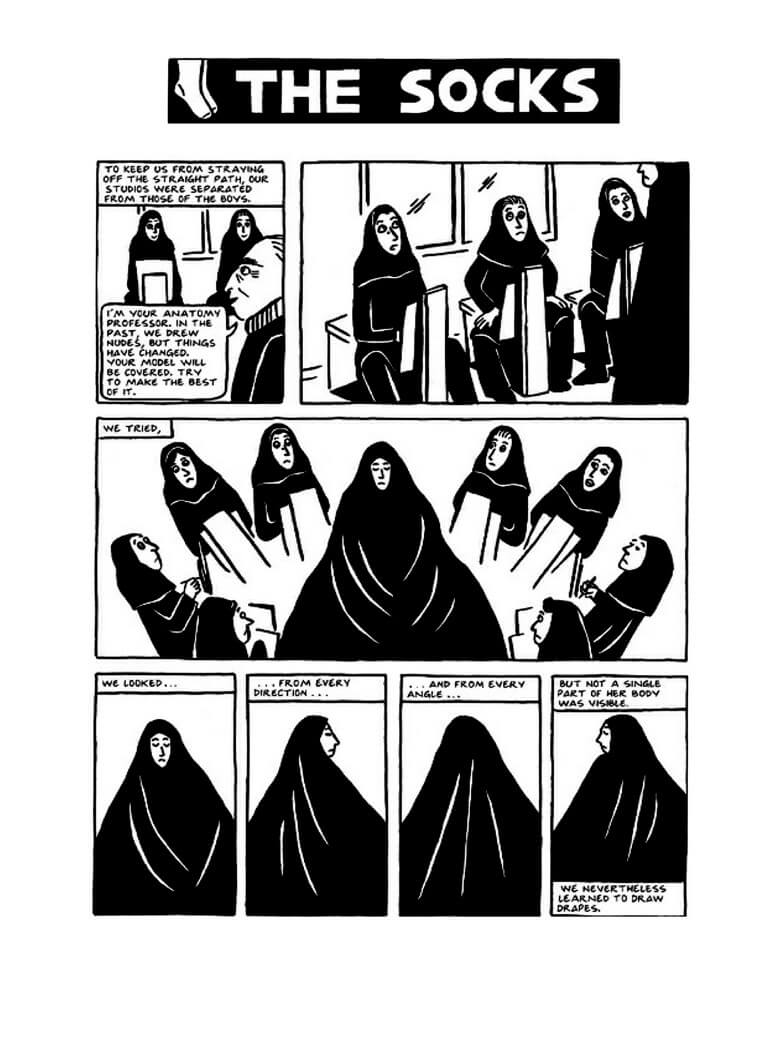 THE SOCKS
TO KEEP US FROM STRAYING
OFF THE STRAIGHT PATH, OUR
STUDIOS WERE SEPARATED
FROM THOSE OF THE BOYS.
I'M YOUR ANATOMY
PROFESSOR. IN THE
PAST, WE DREW
NUDES, BUT THINGS
HAVE CHANGED.
YOUR MODEL WILL
BE COVERED. TRY
TO MAKE THE BEST
OF IT.
WE TRIED,
WE LOOKED...
...FROM EVERY
DIRECTION...
...AND FROM EVERY
ANGLE...
BUT NOT A SINGLE
PART OF HER BODY
WAS VISIBLE.
WE NEVERTHELESS
LEARNED TO DRAW
DRAPES.